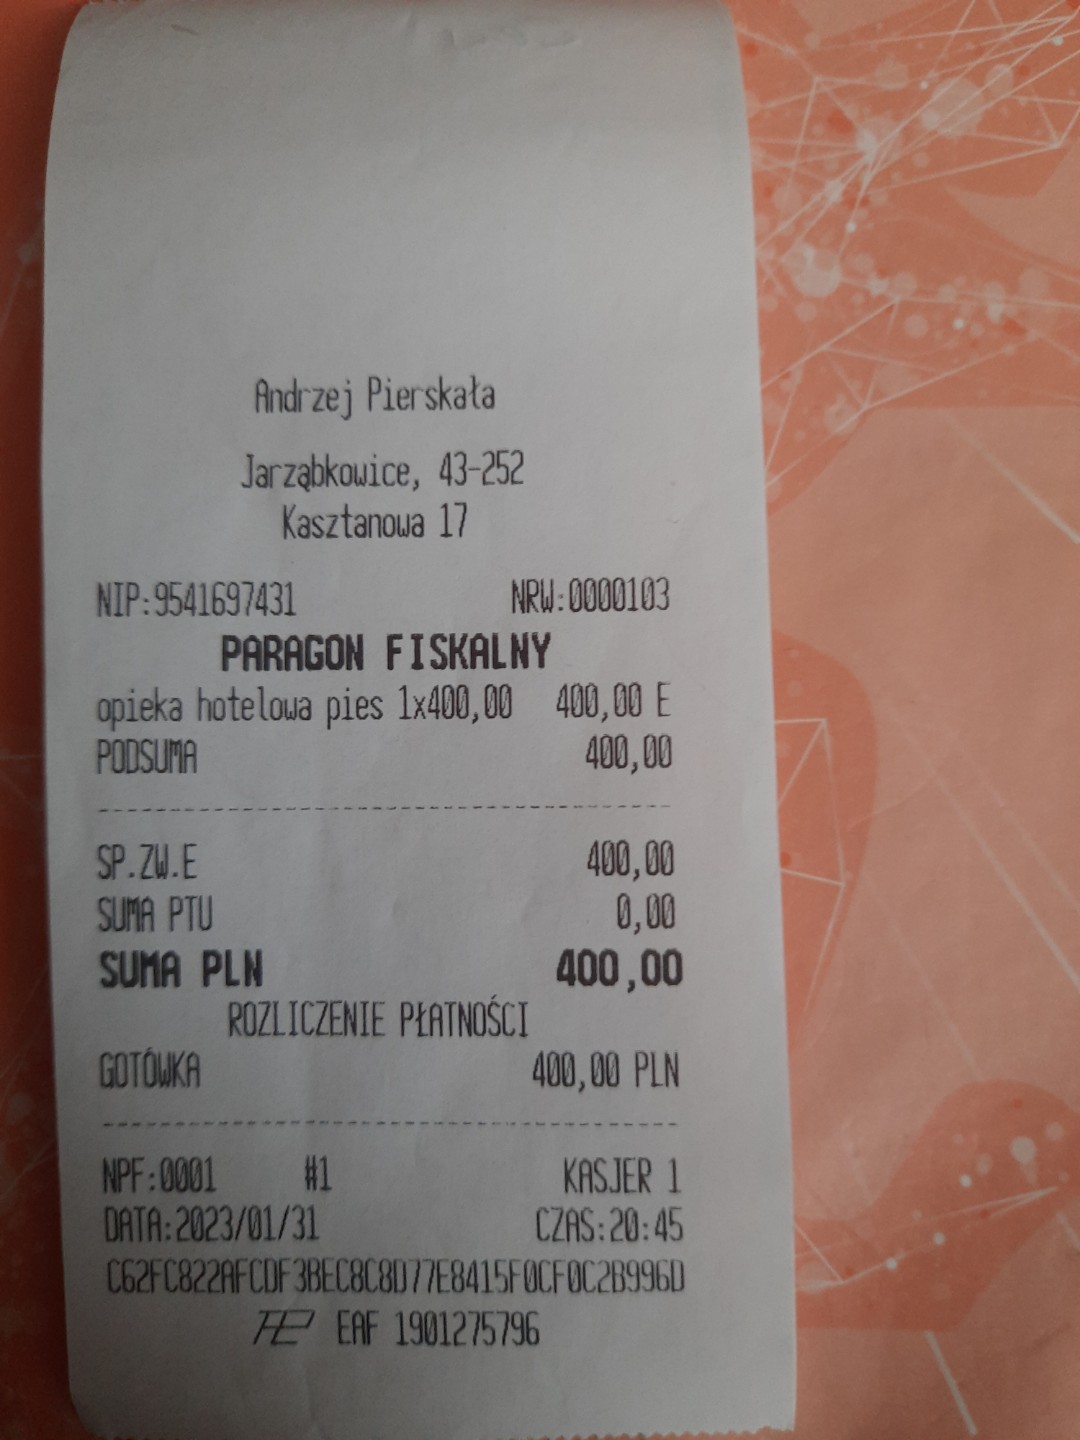 Andrzej Pierskała
Jarząbkowice, 43-252
Kasztanowa 17
NIP:9541697431 NRW:0000103
PARAGON FISKALNY
opieka hotelowa pies 1x400,00 400,00 E
PODSUMA 400,00
SP.ZW.E 400,00
SUMA PTU 0,00
SUMA PLN 400,00
ROZLICZENIE PŁATNOŚCI
GOTÓWKA 400,00 PLN
NPF:0001 #1 KASJER 1
DATA:2023/01/31 CZAS:20:45
C62FC822AFCDF3BEC8C8D77E8415F0CF0C2B996D
EAF 1901275796